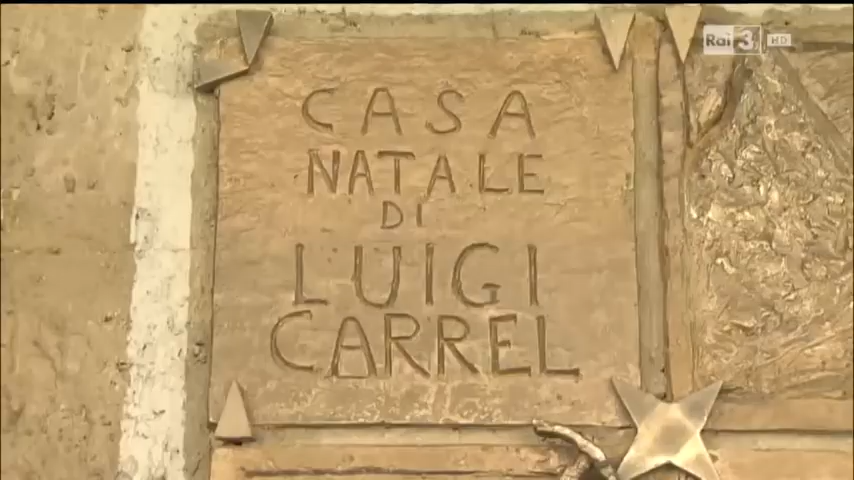 Rai 3 HD
CASA
NATALE
DI
LUIGI
CARREL